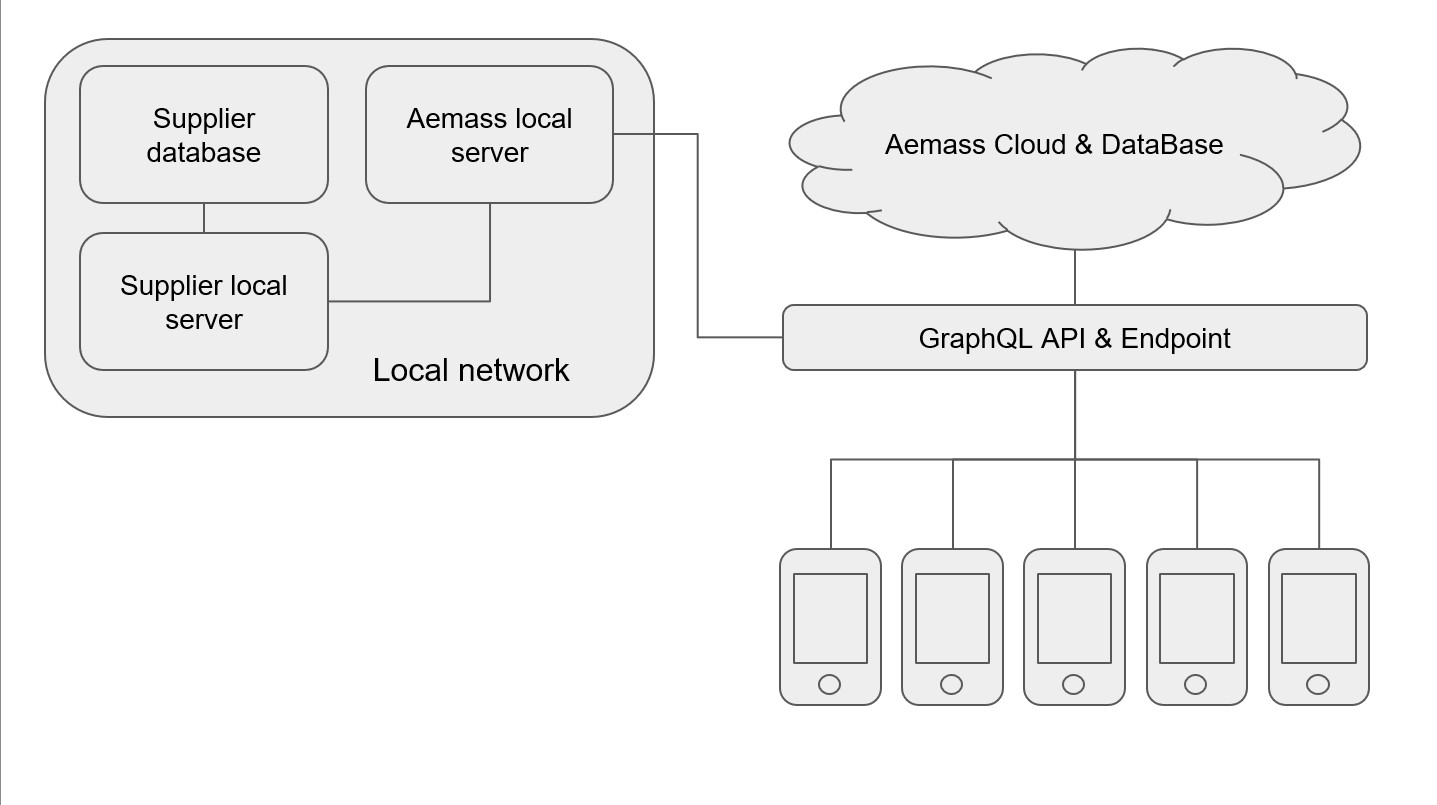 Supplier
database
Aemass local
server
Supplier local
server
Local network
Aemass Cloud & DataBase
GraphQL API & Endpoint